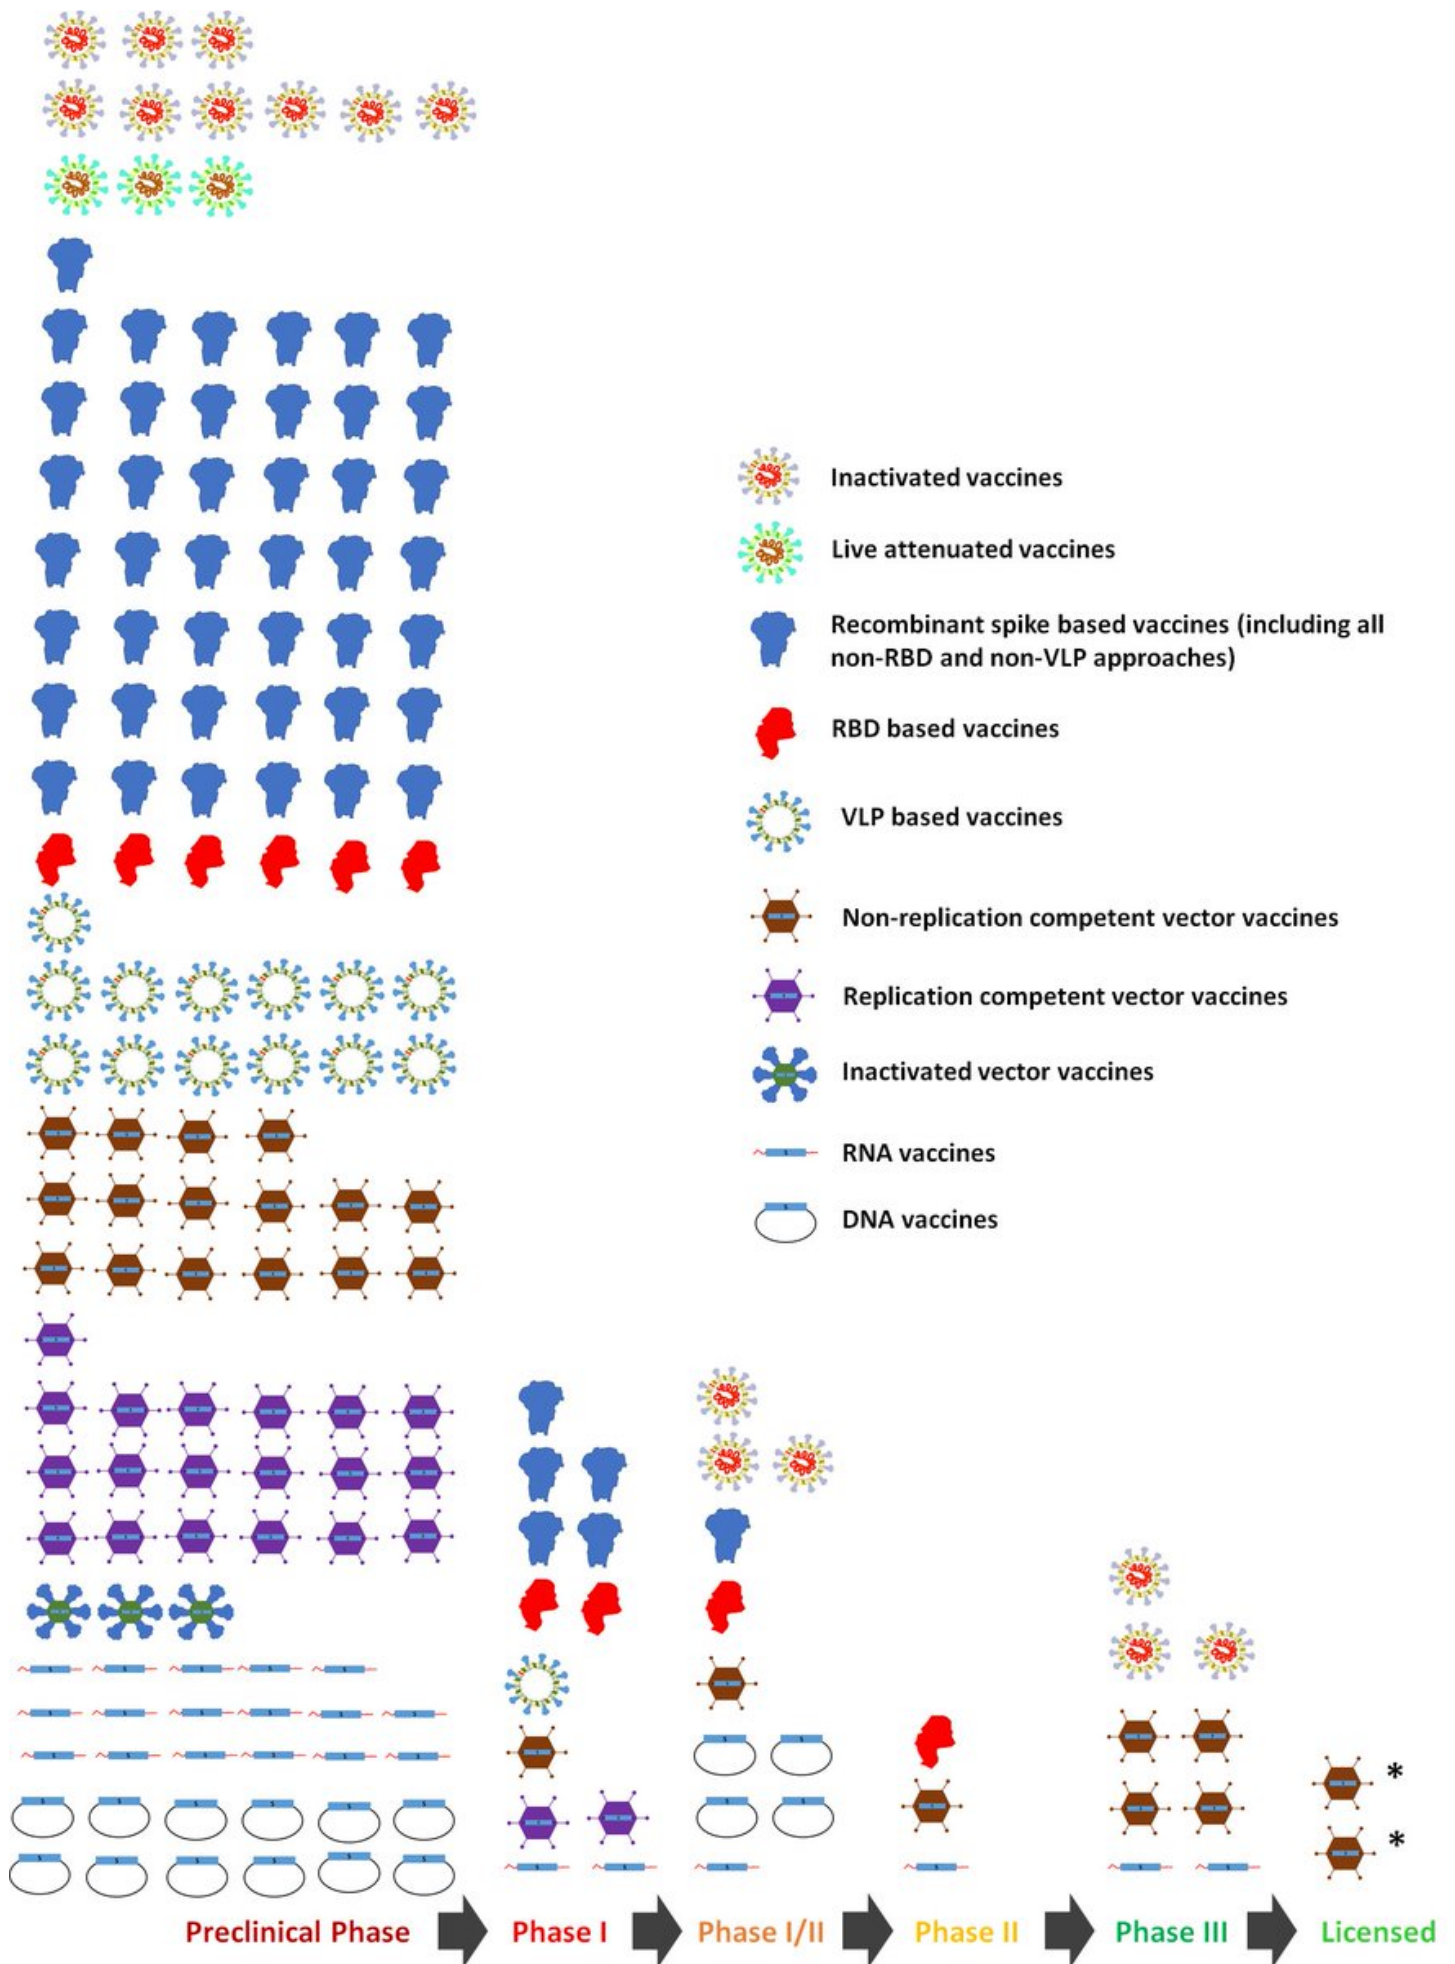 Inactivated vaccines
Live attenuated vaccines
Recombinant spike based vaccines (including all
non-RBD and non-VLP approaches)
RBD based vaccines
VLP based vaccines
Non-replication competent vector vaccines
Replication competent vector vaccines
Inactivated vector vaccines
RNA vaccines
DNA vaccines
*
*
Preclinical Phase
Phase I
Phase I/II
Phase II
Phase III
Licensed